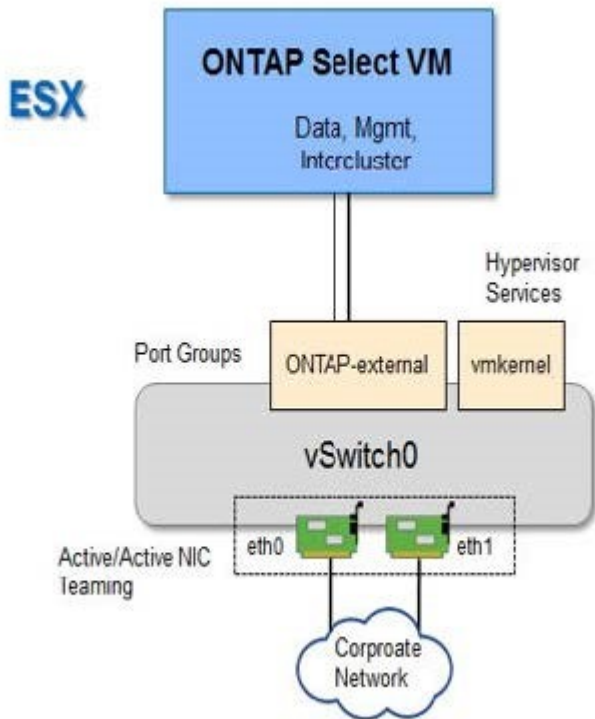 ESX
ONTAP Select VM
Data, Mgmt,
Intercluster
Hypervisor
Services
Port Groups
ONTAP-external
vmkernel
vSwitch0
eth0
eth1
Active/Active NIC
Teaming
Corproate
Network